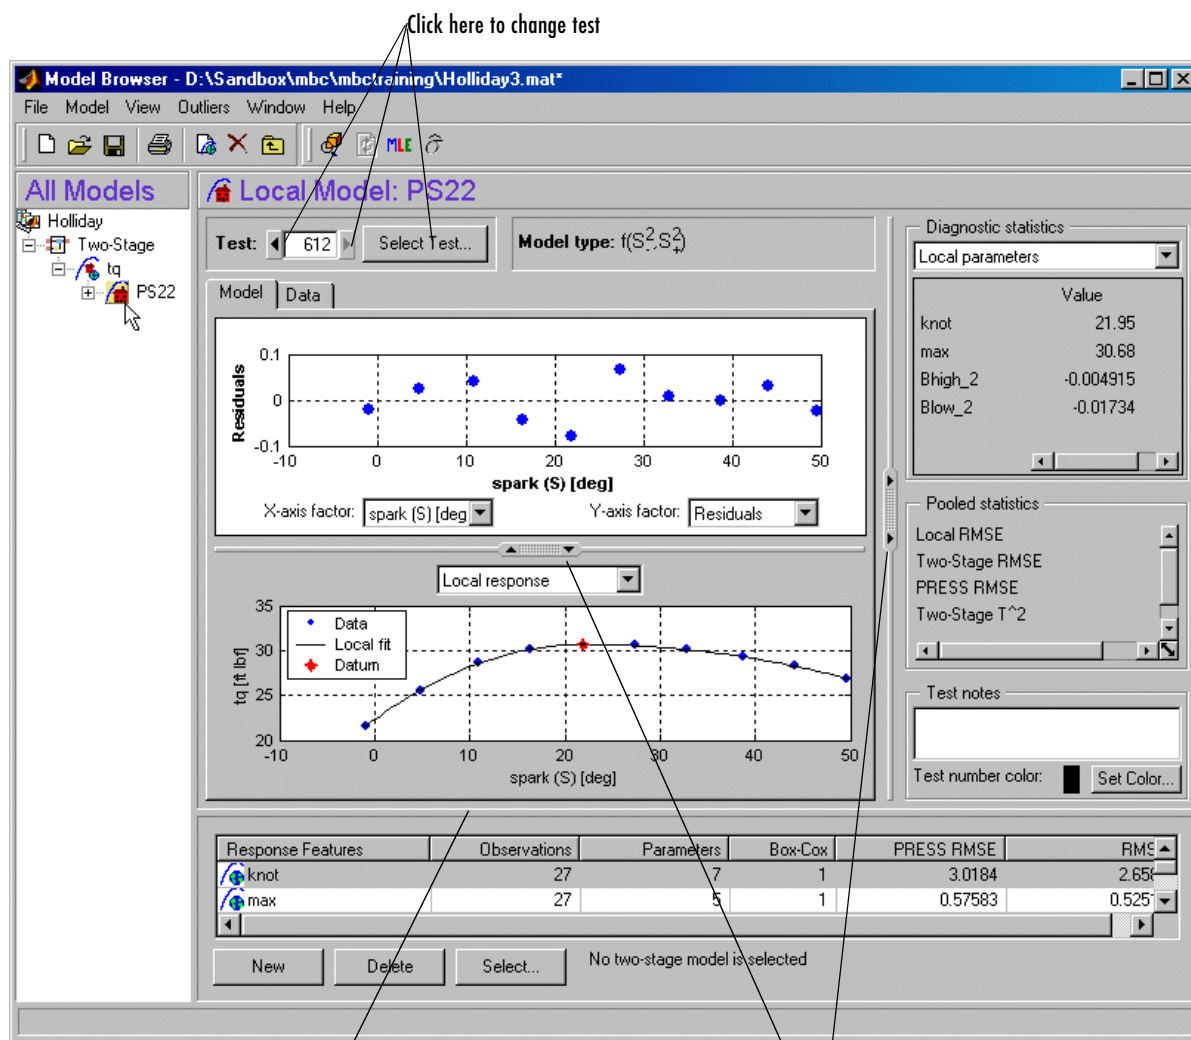 Click here to change test
Model Browser - D:\Sandbox\mbc\mbctraining\Holliday3.mat*
File Model View Outliers Window Help
MLE
All Models
Local Model: PS22
Holliday
Two-Stage
tq
PS22
Test: 612 Select Test...
Model type: f(S²₋,S²₊)
Model Data
Residuals
0.1
0
-0.1
-10 0 10 20 30 40 50
spark (S) [deg]
X-axis factor: spark (S) [deg Y-axis factor: Residuals
Local response
tq [ft lbf]
35
30
25
20
Data
Local fit
Datum
-10 0 10 20 30 40 50
spark (S) [deg]
Diagnostic statistics
Local parameters
Value
knot 21.95
max 30.68
Bhigh_2 -0.004915
Blow_2 -0.01734
Pooled statistics
Local RMSE
Two-Stage RMSE
PRESS RMSE
Two-Stage T^2
Test notes
Test number color: Set Color...
Response Features Observations Parameters Box-Cox PRESS RMSE RMS
knot 27 7 1 3.0184 2.658
max 27 5 1 0.57583 0.5251
New Delete Select... No two-stage model is selected